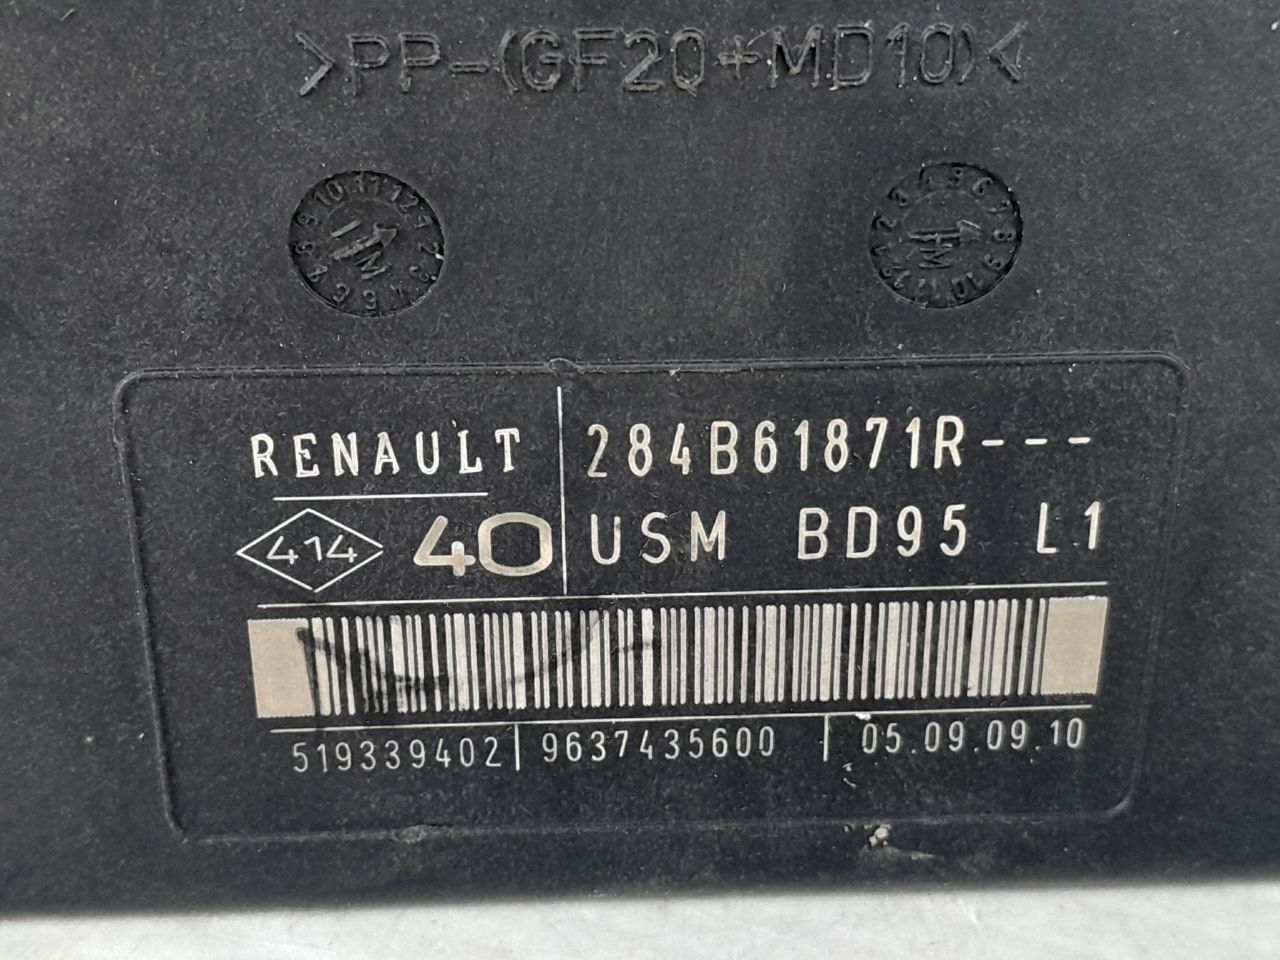 >PP-(GF20+MD10)<
RENAULT
284B61871R---
414 40
USM BD95 L1
519339402 | 9637435600 | 05.09.09.10